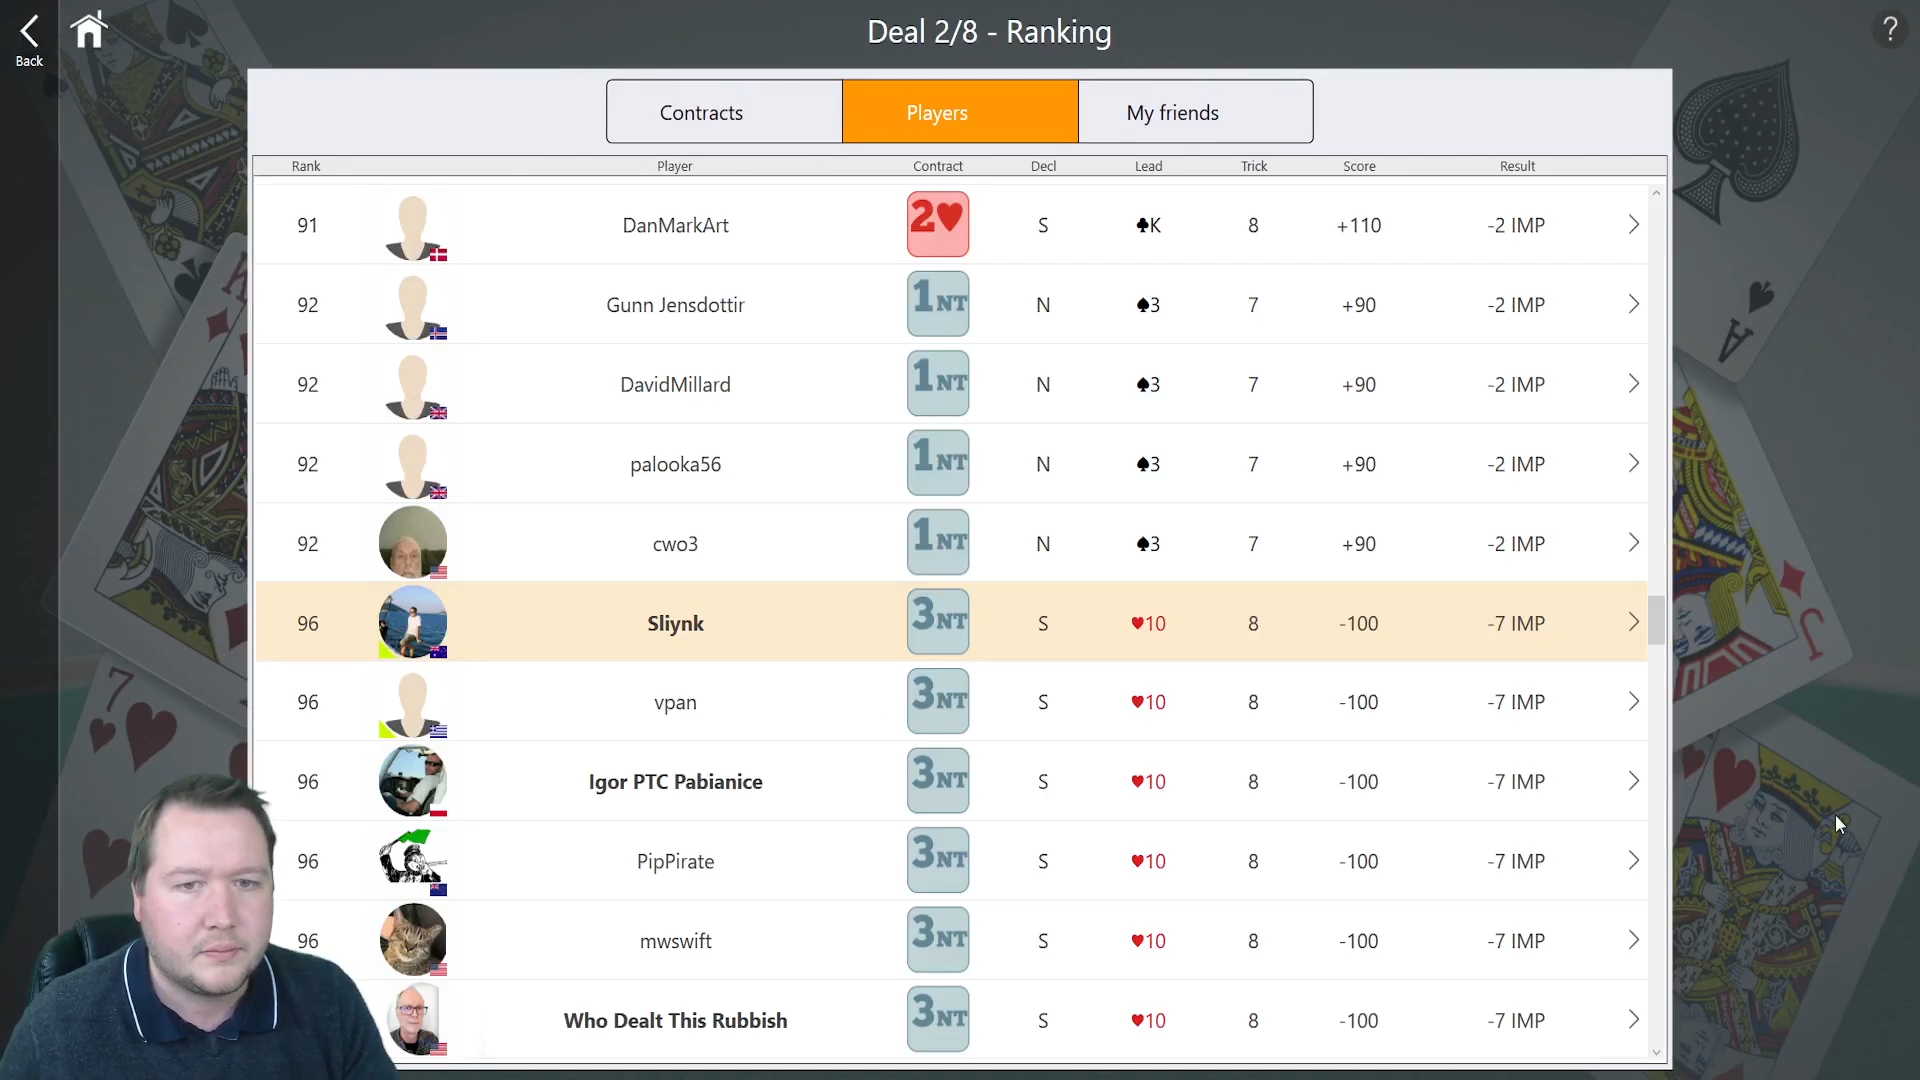 Deal 2/8 - Ranking
?
Back
Contracts Players My friends
Rank Player Contract Decl Lead Trick Score Result
91 DanMarkArt 2♥ S ♣K 8 +110 -2 IMP
92 Gunn Jensdottir 1NT N ♠3 7 +90 -2 IMP
92 DavidMillard 1NT N ♠3 7 +90 -2 IMP
92 palooka56 1NT N ♠3 7 +90 -2 IMP
92 cwo3 1NT N ♠3 7 +90 -2 IMP
96 Sliynk 3NT S ♥10 8 -100 -7 IMP
96 vpan 3NT S ♥10 8 -100 -7 IMP
96 Igor PTC Pabianice 3NT S ♥10 8 -100 -7 IMP
96 PipPirate 3NT S ♥10 8 -100 -7 IMP
96 mwswift 3NT S ♥10 8 -100 -7 IMP
Who Dealt This Rubbish 3NT S ♥10 8 -100 -7 IMP
A
J
7